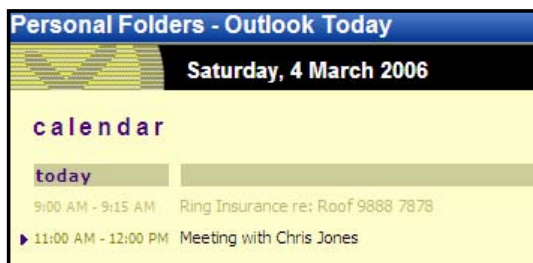 Personal Folders - Outlook Today
Saturday, 4 March 2006
calendar
today
9:00 AM - 9:15 AM Ring Insurance re: Roof 9888 7878
11:00 AM - 12:00 PM Meeting with Chris Jones